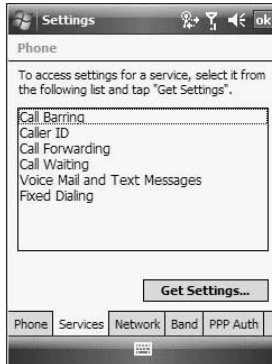 Settings
ok
Phone
To access settings for a service, select it from
the following list and tap "Get Settings".
Call Barring
Caller ID
Call Forwarding
Call Waiting
Voice Mail and Text Messages
Fixed Dialing
Get Settings...
Phone Services Network Band PPP Auth